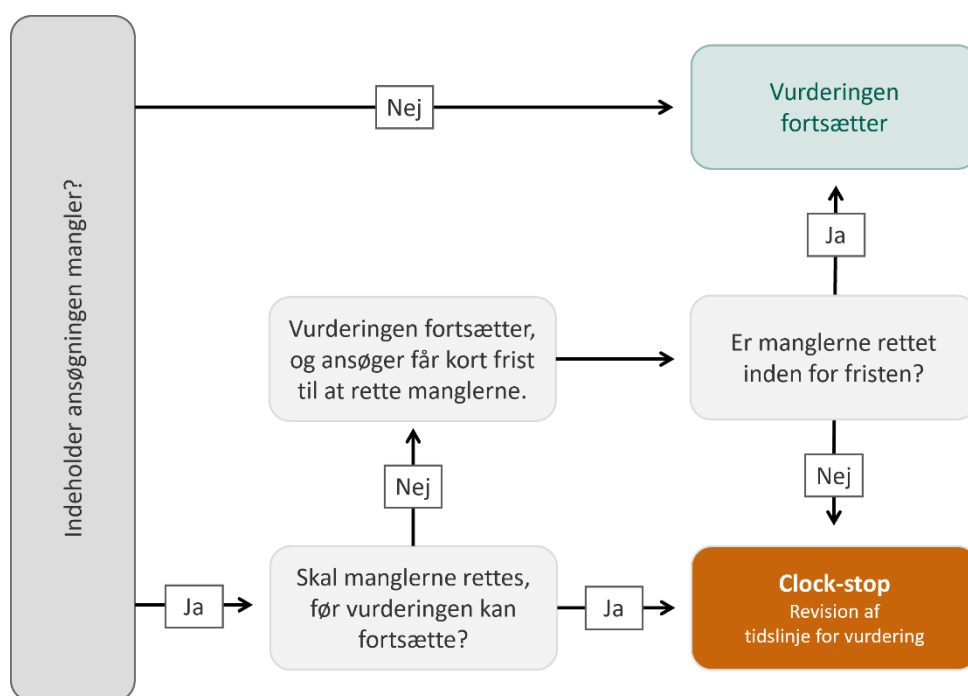 Indeholder ansøgningen mangler?
Nej
Vurderingen
fortsætter
Ja
Vurderingen fortsætter,
og ansøger får kort frist
til at rette manglerne.
Er manglerne rettet
inden for fristen?
Nej
Nej
Ja
Skal manglerne rettes,
før vurderingen kan
fortsætte?
Ja
Clock-stop
Revision af
tidslinje for vurdering